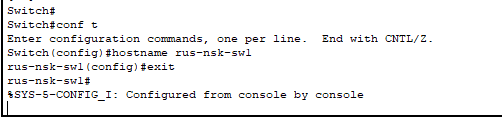 Switch#
Switch#conf t
Enter configuration commands, one per line.  End with CNTL/Z.
Switch(config)#hostname rus-nsk-sw1
rus-nsk-sw1(config)#exit
rus-nsk-sw1#
%SYS-5-CONFIG_I: Configured from console by console